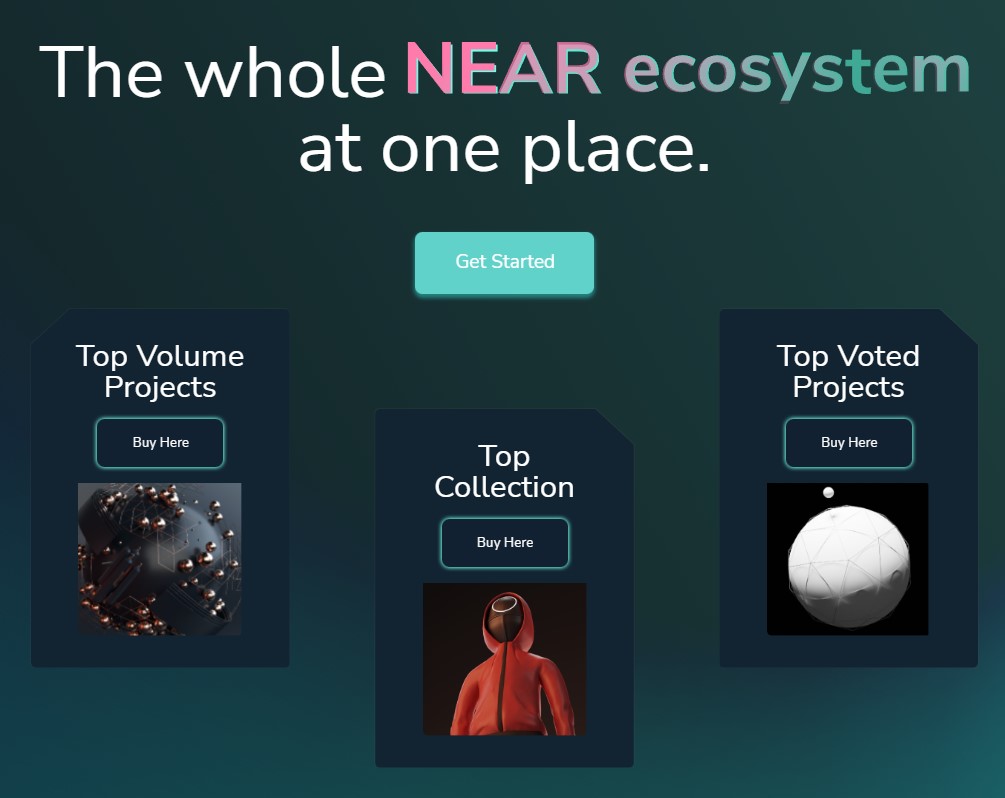 The whole NEAR ecosystem
at one place.
Get Started
Top Volume
Projects
Buy Here
Top
Collection
Buy Here
Top Voted
Projects
Buy Here